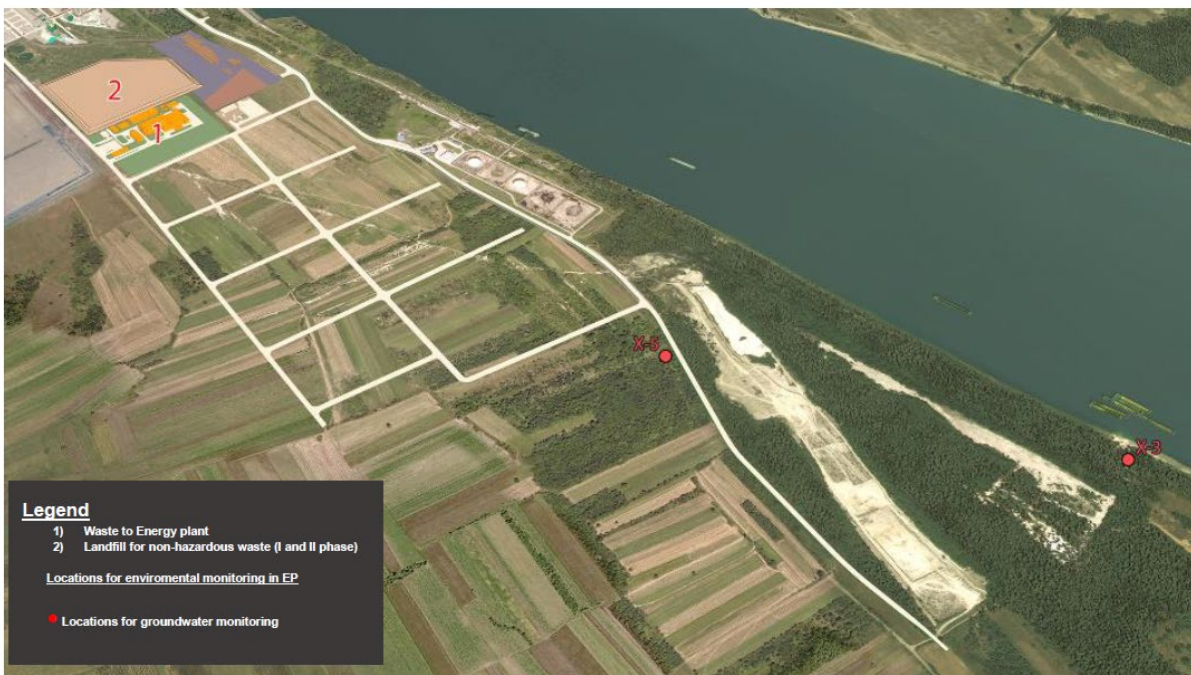 2
1
X-5
X-3
Legend
1) Waste to Energy plant
2) Landfill for non-hazardous waste (I and II phase)
Locations for enviromental monitoring in EP
Locations for groundwater monitoring